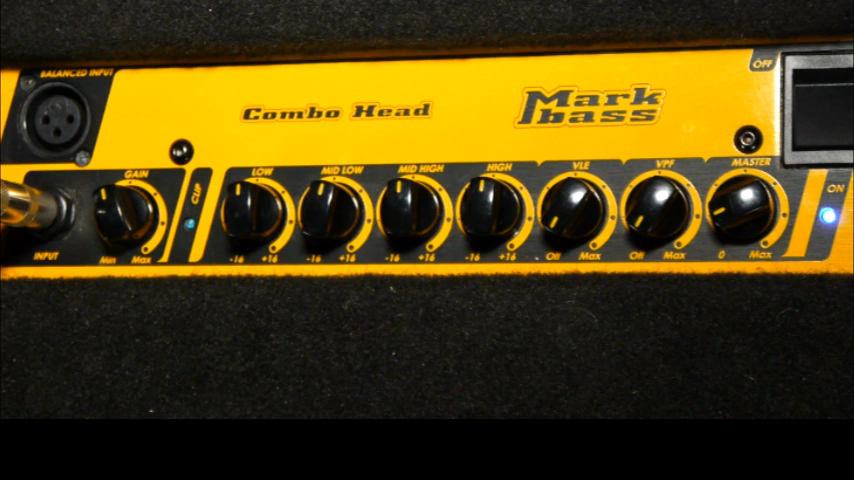 BALANCED INPUT
Combo Head
Mark
bass
OFF
GAIN
CLIP
LOW
MID LOW
MID HIGH
HIGH
VLE
VPF
MASTER
ON
INPUT
Min Max
-16 +16
-16 +16
-16 +16
-16 +16
Off Max
Off Max
0 Max